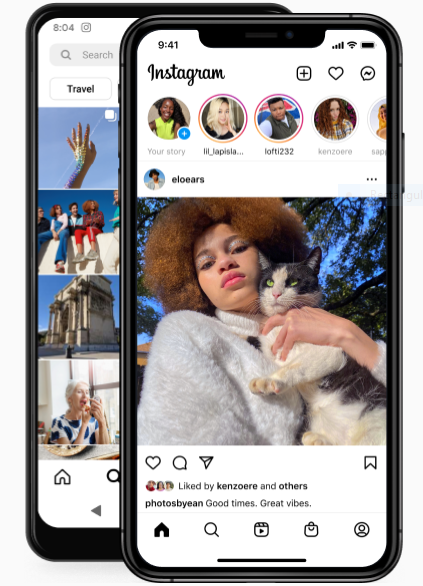 8:04
Search
Travel
9:41
Instagram
Your story
lil_lapisla...
lofti232
kenzoere
sapp
eloears
Liked by kenzoere and others
photosbyean Good times. Great vibes.